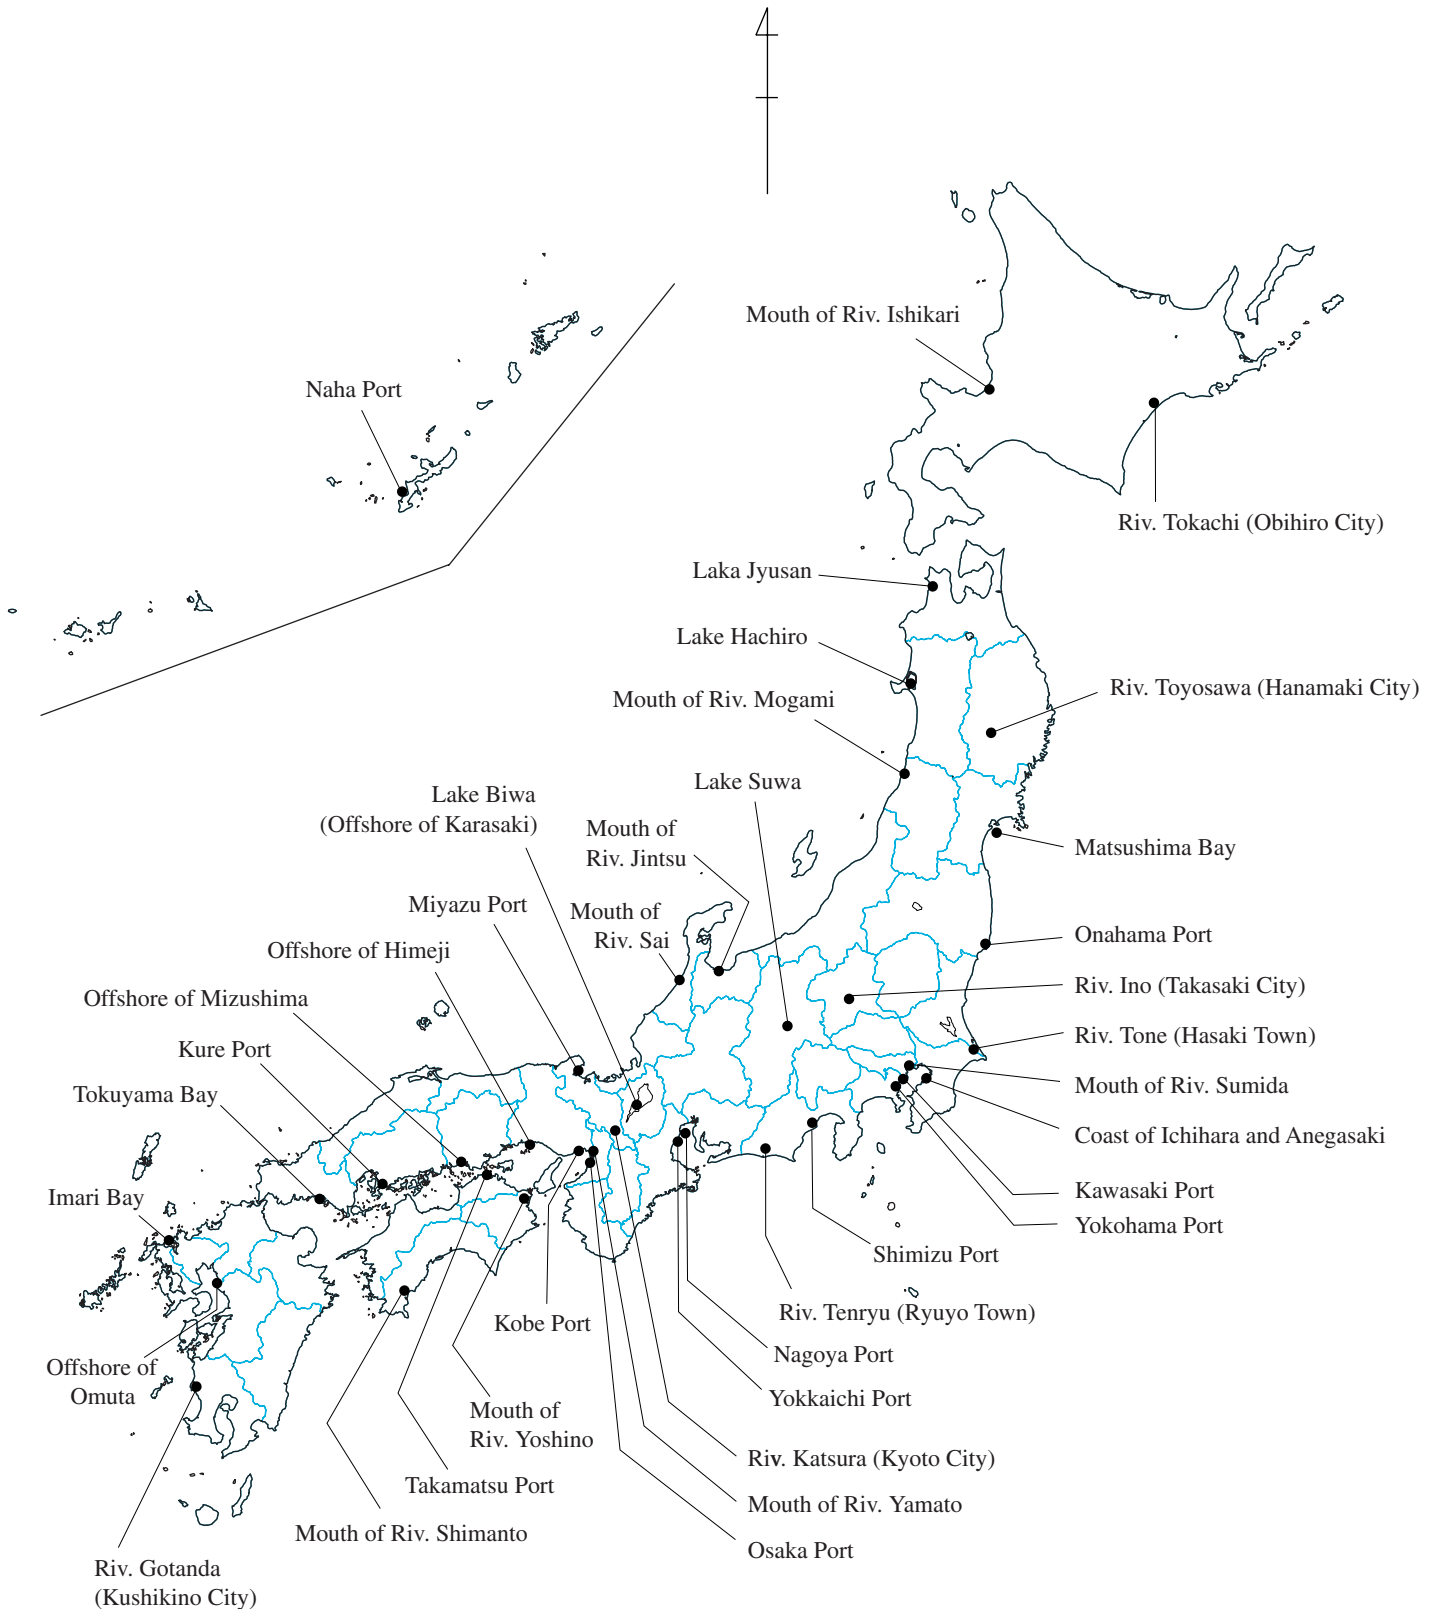 Mouth of Riv. Ishikari
Naha Port
Riv. Tokachi (Obihiro City)
Laka Jyusan
Lake Hachiro
Riv. Toyosawa (Hanamaki City)
Mouth of Riv. Mogami
Lake Suwa
Lake Biwa
(Offshore of Karasaki)
Mouth of
Riv. Jintsu
Matsushima Bay
Miyazu Port
Mouth of
Riv. Sai
Onahama Port
Offshore of Himeji
Riv. Ino (Takasaki City)
Offshore of Mizushima
Riv. Tone (Hasaki Town)
Kure Port
Mouth of Riv. Sumida
Tokuyama Bay
Coast of Ichihara and Anegasaki
Kawasaki Port
Imari Bay
Yokohama Port
Shimizu Port
Riv. Tenryu (Ryuyo Town)
Kobe Port
Nagoya Port
Offshore of
Omuta
Yokkaichi Port
Mouth of
Riv. Yoshino
Riv. Katsura (Kyoto City)
Takamatsu Port
Mouth of Riv. Yamato
Mouth of Riv. Shimanto
Osaka Port
Riv. Gotanda
(Kushikino City)